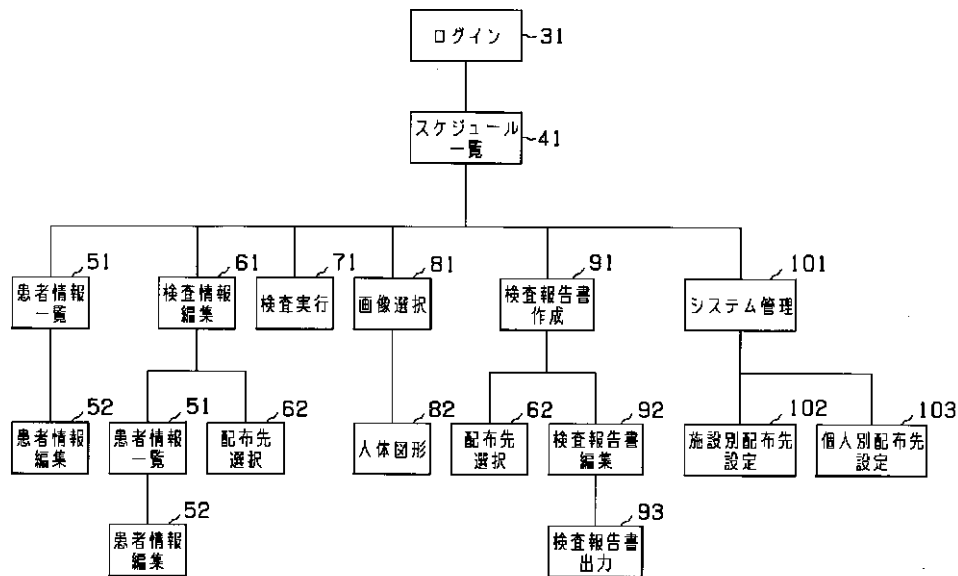 ログイン
31
スケジュール
一覧
41
51
61
71
81
91
101
患者情報
一覧
検査情報
編集
検査実行
画像選択
検査報告書
作成
システム管理
52
51
62
82
62
92
102
103
患者情報
編集
患者情報
一覧
配布先
選択
人体図形
配布先
選択
検査報告書
編集
施設別配布先
設定
個人別配布先
設定
52
93
患者情報
編集
検査報告書
出力